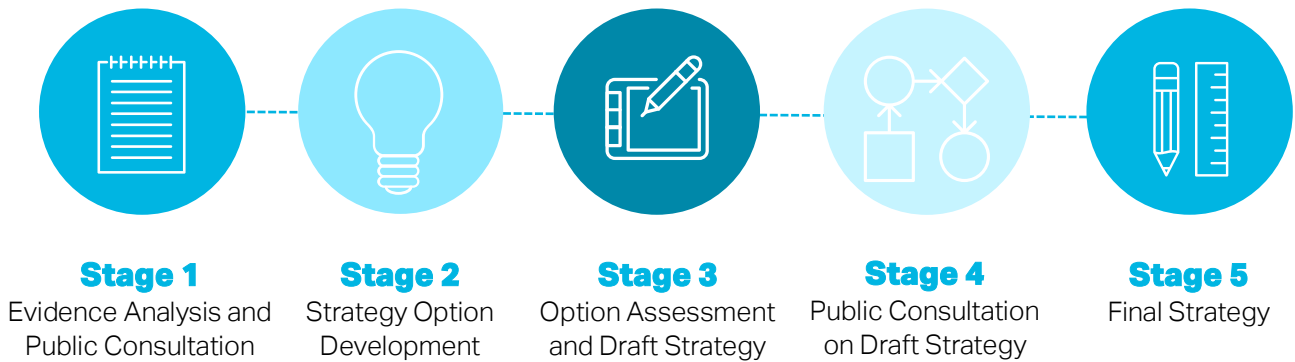 Stage 1
Evidence Analysis and
Public Consultation
Stage 2
Strategy Option
Development
Stage 3
Option Assessment
and Draft Strategy
Stage 4
Public Consultation
on Draft Strategy
Stage 5
Final Strategy